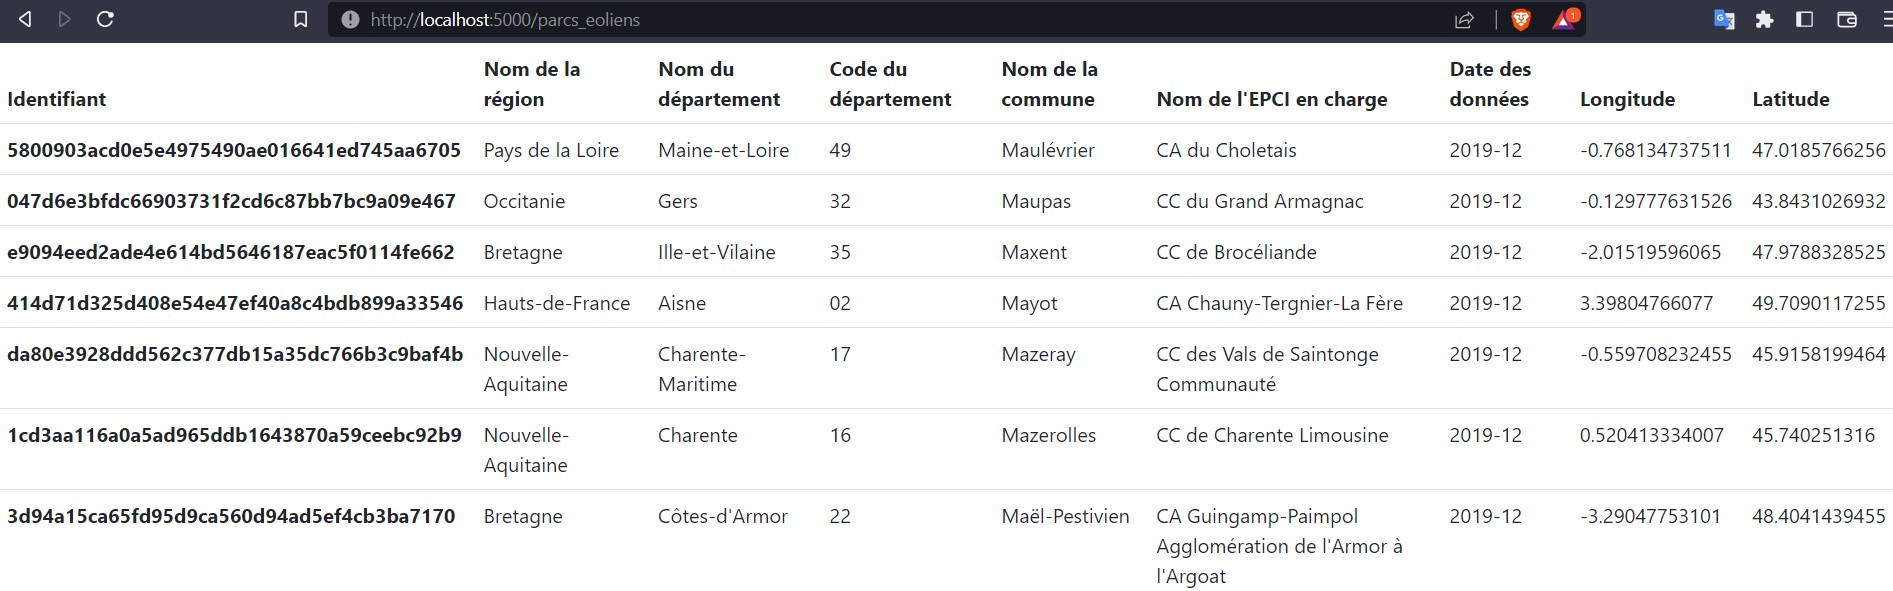 http://localhost:5000/parcs_eoliens
1
Identifiant Nom de la région Nom du département Code du département Nom de la commune Nom de l'EPCI en charge Date des données Longitude Latitude
5800903acd0e5e4975490ae016641ed745aa6705 Pays de la Loire Maine-et-Loire 49 Maulévrier CA du Choletais 2019-12 -0.768134737511 47.0185766256
047d6e3bfdc66903731f2cd6c87bb7bc9a09e467 Occitanie Gers 32 Maupas CC du Grand Armagnac 2019-12 -0.129777631526 43.8431026932
e9094eed2ade4e614bd5646187eac5f0114fe662 Bretagne Ille-et-Vilaine 35 Maxent CC de Brocéliande 2019-12 -2.01519596065 47.9788328525
414d71d325d408e54e47ef40a8c4bdb899a33546 Hauts-de-France Aisne 02 Mayot CA Chauny-Tergnier-La Fère 2019-12 3.39804766077 49.7090117255
da80e3928ddd562c377db15a35dc766b3c9baf4b Nouvelle- Charente- 17 Mazeray CC des Vals de Saintonge 2019-12 -0.559708232455 45.9158199464
Aquitaine Maritime Communauté
1cd3aa116a0a5ad965ddb1643870a59ceebc92b9 Nouvelle- Charente 16 Mazerolles CC de Charente Limousine 2019-12 0.520413334007 45.740251316
Aquitaine
3d94a15ca65fd95d9ca560d94ad5ef4cb3ba7170 Bretagne Côtes-d'Armor 22 Maël-Pestivien CA Guingamp-Paimpol 2019-12 -3.29047753101 48.4041439455
Agglomération de l'Armor à
l'Argoat